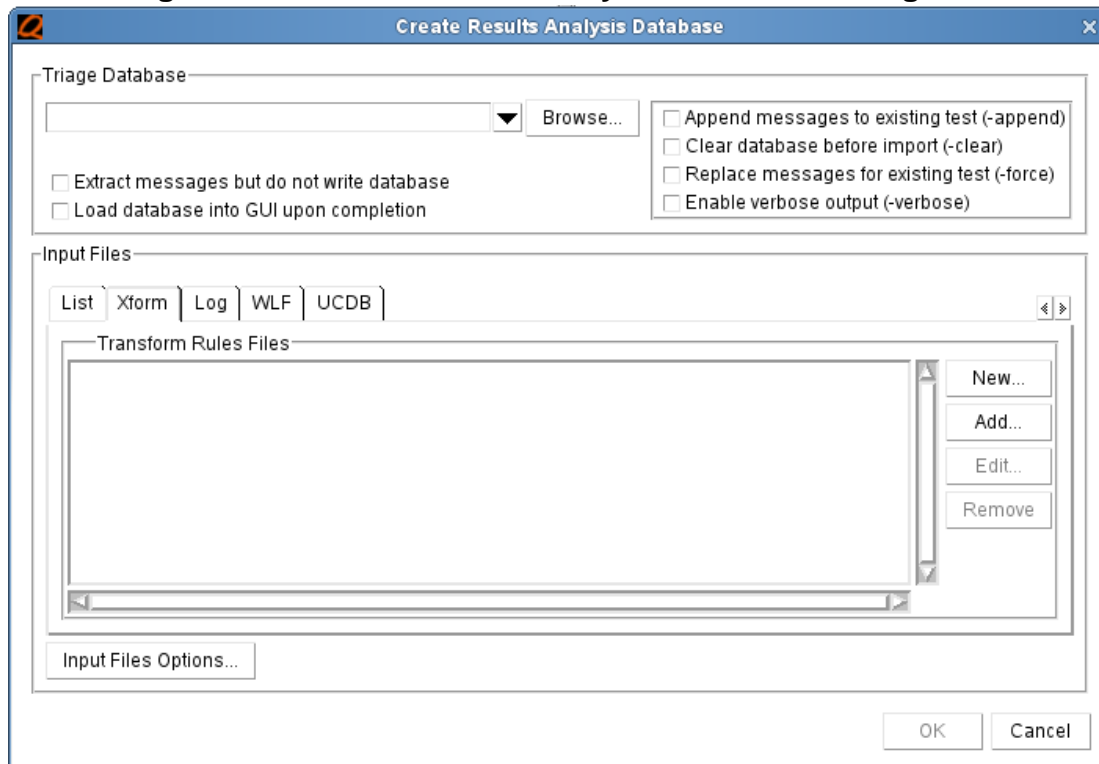 Create Results Analysis Database
Triage Database
Browse...
Extract messages but do not write database
Load database into GUI upon completion
Append messages to existing test (-append)
Clear database before import (-clear)
Replace messages for existing test (-force)
Enable verbose output (-verbose)
Input Files
List Xform Log WLF UCDB
Transform Rules Files
New...
Add...
Edit...
Remove
Input Files Options...
OK Cancel